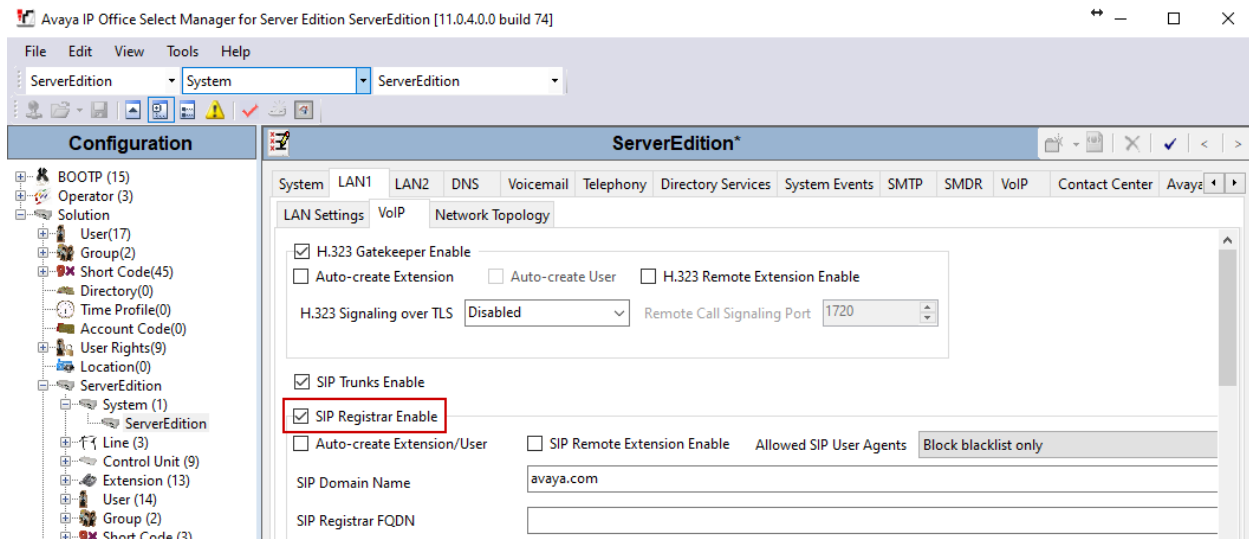 Avaya IP Office Select Manager for Server Edition ServerEdition [11.0.4.0.0 build 74]
File Edit View Tools Help
ServerEdition System ServerEdition
Configuration
BOOTP (15)
Operator (3)
Solution
User(17)
Group(2)
Short Code(45)
Directory(0)
Time Profile(0)
Account Code(0)
User Rights(9)
Location(0)
ServerEdition
System (1)
ServerEdition
Line (3)
Control Unit (9)
Extension (13)
User (14)
Group (2)
Short Code (3)
ServerEdition*
System LAN1 LAN2 DNS Voicemail Telephony Directory Services System Events SMTP SMDR VoIP Contact Center Avaya
LAN Settings VoIP Network Topology
H.323 Gatekeeper Enable
Auto-create Extension Auto-create User H.323 Remote Extension Enable
H.323 Signaling over TLS Disabled Remote Call Signaling Port 1720
SIP Trunks Enable
SIP Registrar Enable
Auto-create Extension/User SIP Remote Extension Enable Allowed SIP User Agents Block blacklist only
SIP Domain Name avaya.com
SIP Registrar FQDN